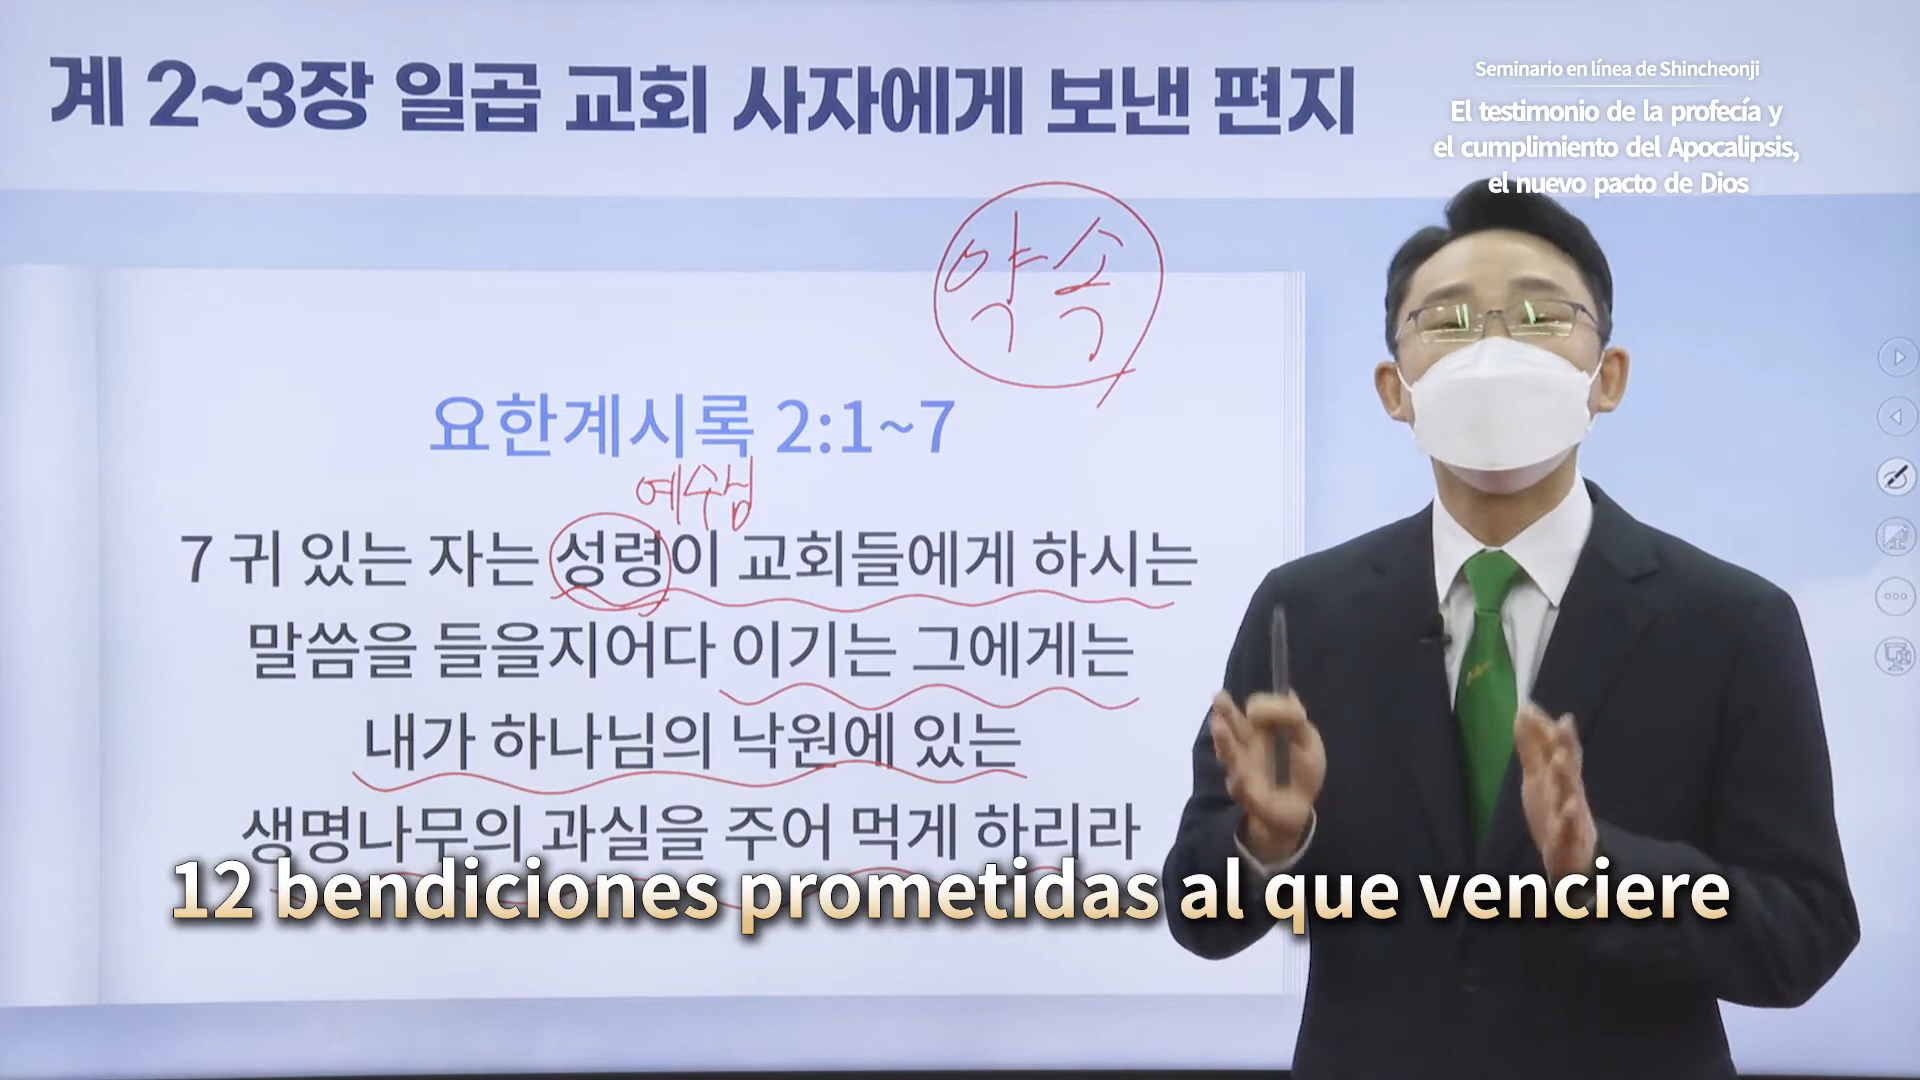 계 2~3장 일곱 교회 사자에게 보낸 편지
Seminario en línea de Shincheonji
El testimonio de la profecía y
el cumplimiento del Apocalipsis,
el nuevo pacto de Dios
약속
요한계시록 2:1~7
예수님
7 귀 있는 자는 성령이 교회들에게 하시는
말씀을 들을지어다 이기는 그에게는
내가 하나님의 낙원에 있는
생명나무의 과실을 주어 먹게 하리라
12 bendiciones prometidas al que venciere